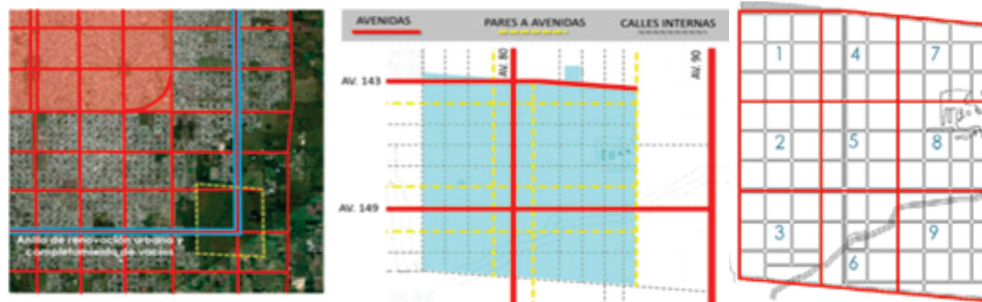 Anillo de renovación urbana y
completamiento de vacíos
AVENIDAS
PARES A AVENIDAS
CALLES INTERNAS
AV. 80
AV. 90
AV. 143
AV. 149
1
4
7
2
5
8
3
6
9